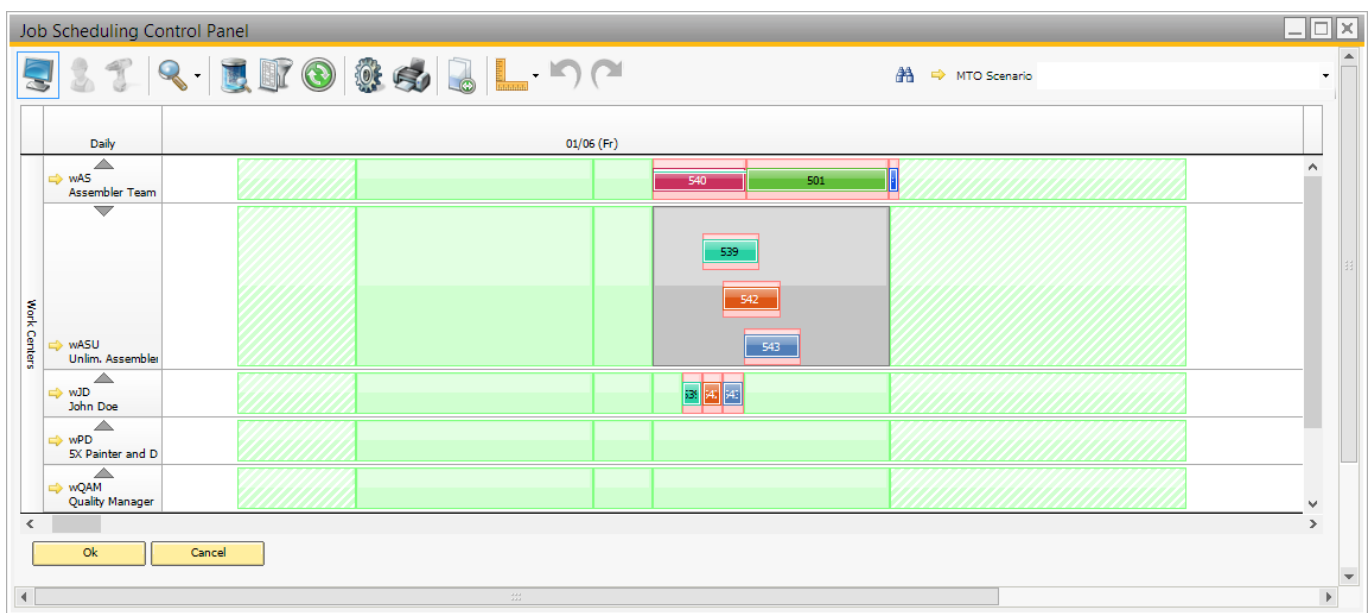 Job Scheduling Control Panel
MTO Scenario
Daily
01/06 (Fr)
Work Centers
wAS
Assembler Team
540
501
wASU
Unlim. Assembler
539
542
543
wJD
John Doe
wPD
5X Painter and D
wQAM
Quality Manager
Ok
Cancel